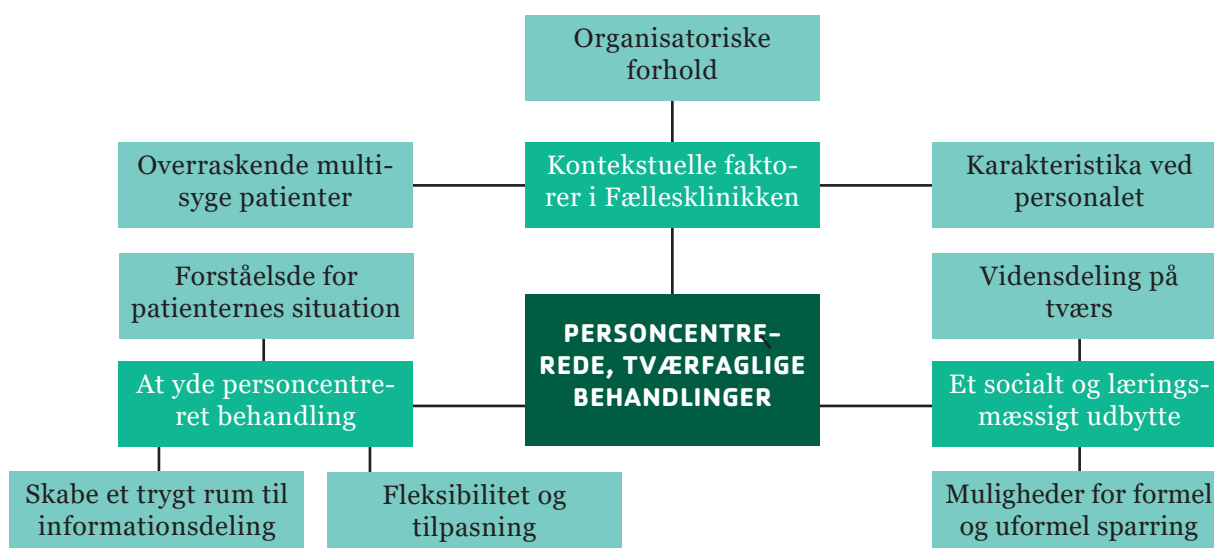 Organisatoriske
forhold
Overraskende multi-
syge patienter
Kontekstuelle fakto-
rer i Fællesklinikken
Karakteristika ved
personalet
Forståelsde for
patienternes situation
PERSONCENTRE-
REDE, TVÆRFAGLIGE
BEHANDLINGER
Vidensdeling på
tværs
At yde personcentre-
ret behandling
Et socialt og lærings-
mæssigt udbytte
Skabe et trygt rum til
informationsdeling
Fleksibilitet og
tilpasning
Muligheder for formel
og uformel sparring